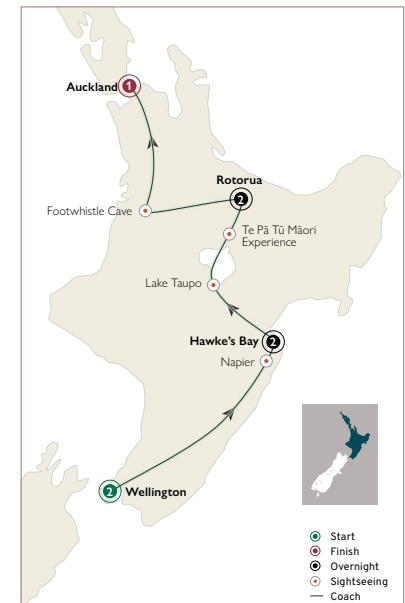 Auckland
1
Rotorua
2
Footwhistle Cave
Te Pā Tū Māori
Experience
Lake Taupo
Hawke's Bay
2
Napier
2
Wellington
Start
Finish
Overnight
Sightseeing
Coach